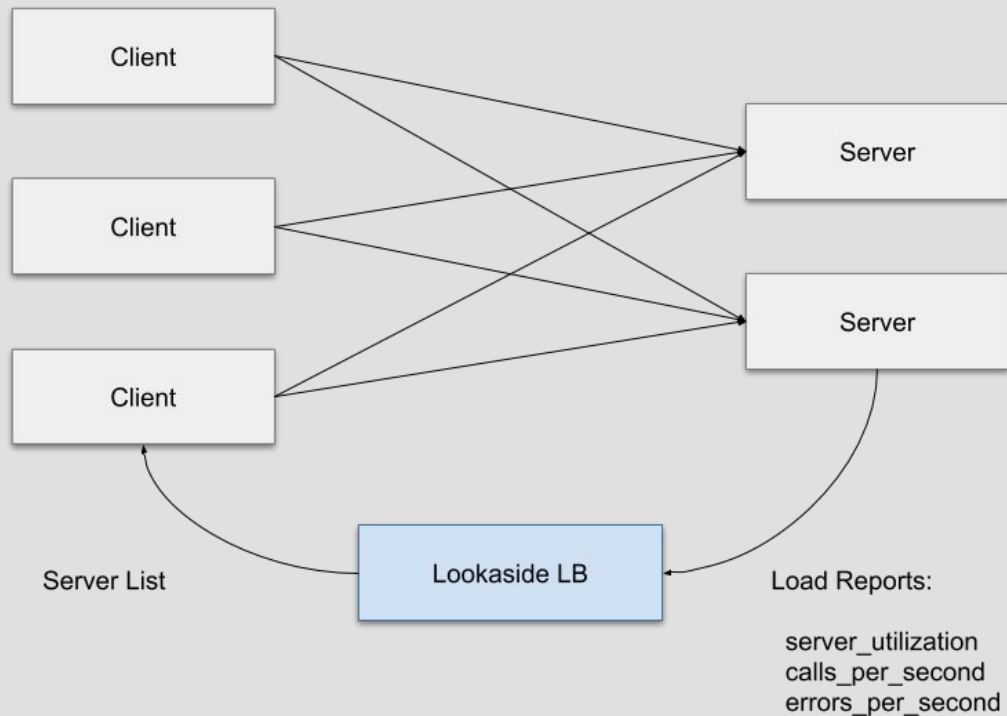 Client
Server
Client
Server
Client
Lookaside LB
Server List
Load Reports:
server_utilization
calls_per_second
errors_per_second